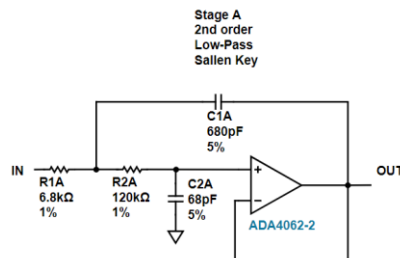 Stage A
2nd order
Low-Pass
Sallen Key
C1A
680pF
5%
IN
OUT
R1A
6.8kΩ
1%
R2A
120kΩ
1%
C2A
68pF
5%
+
−
ADA4062-2